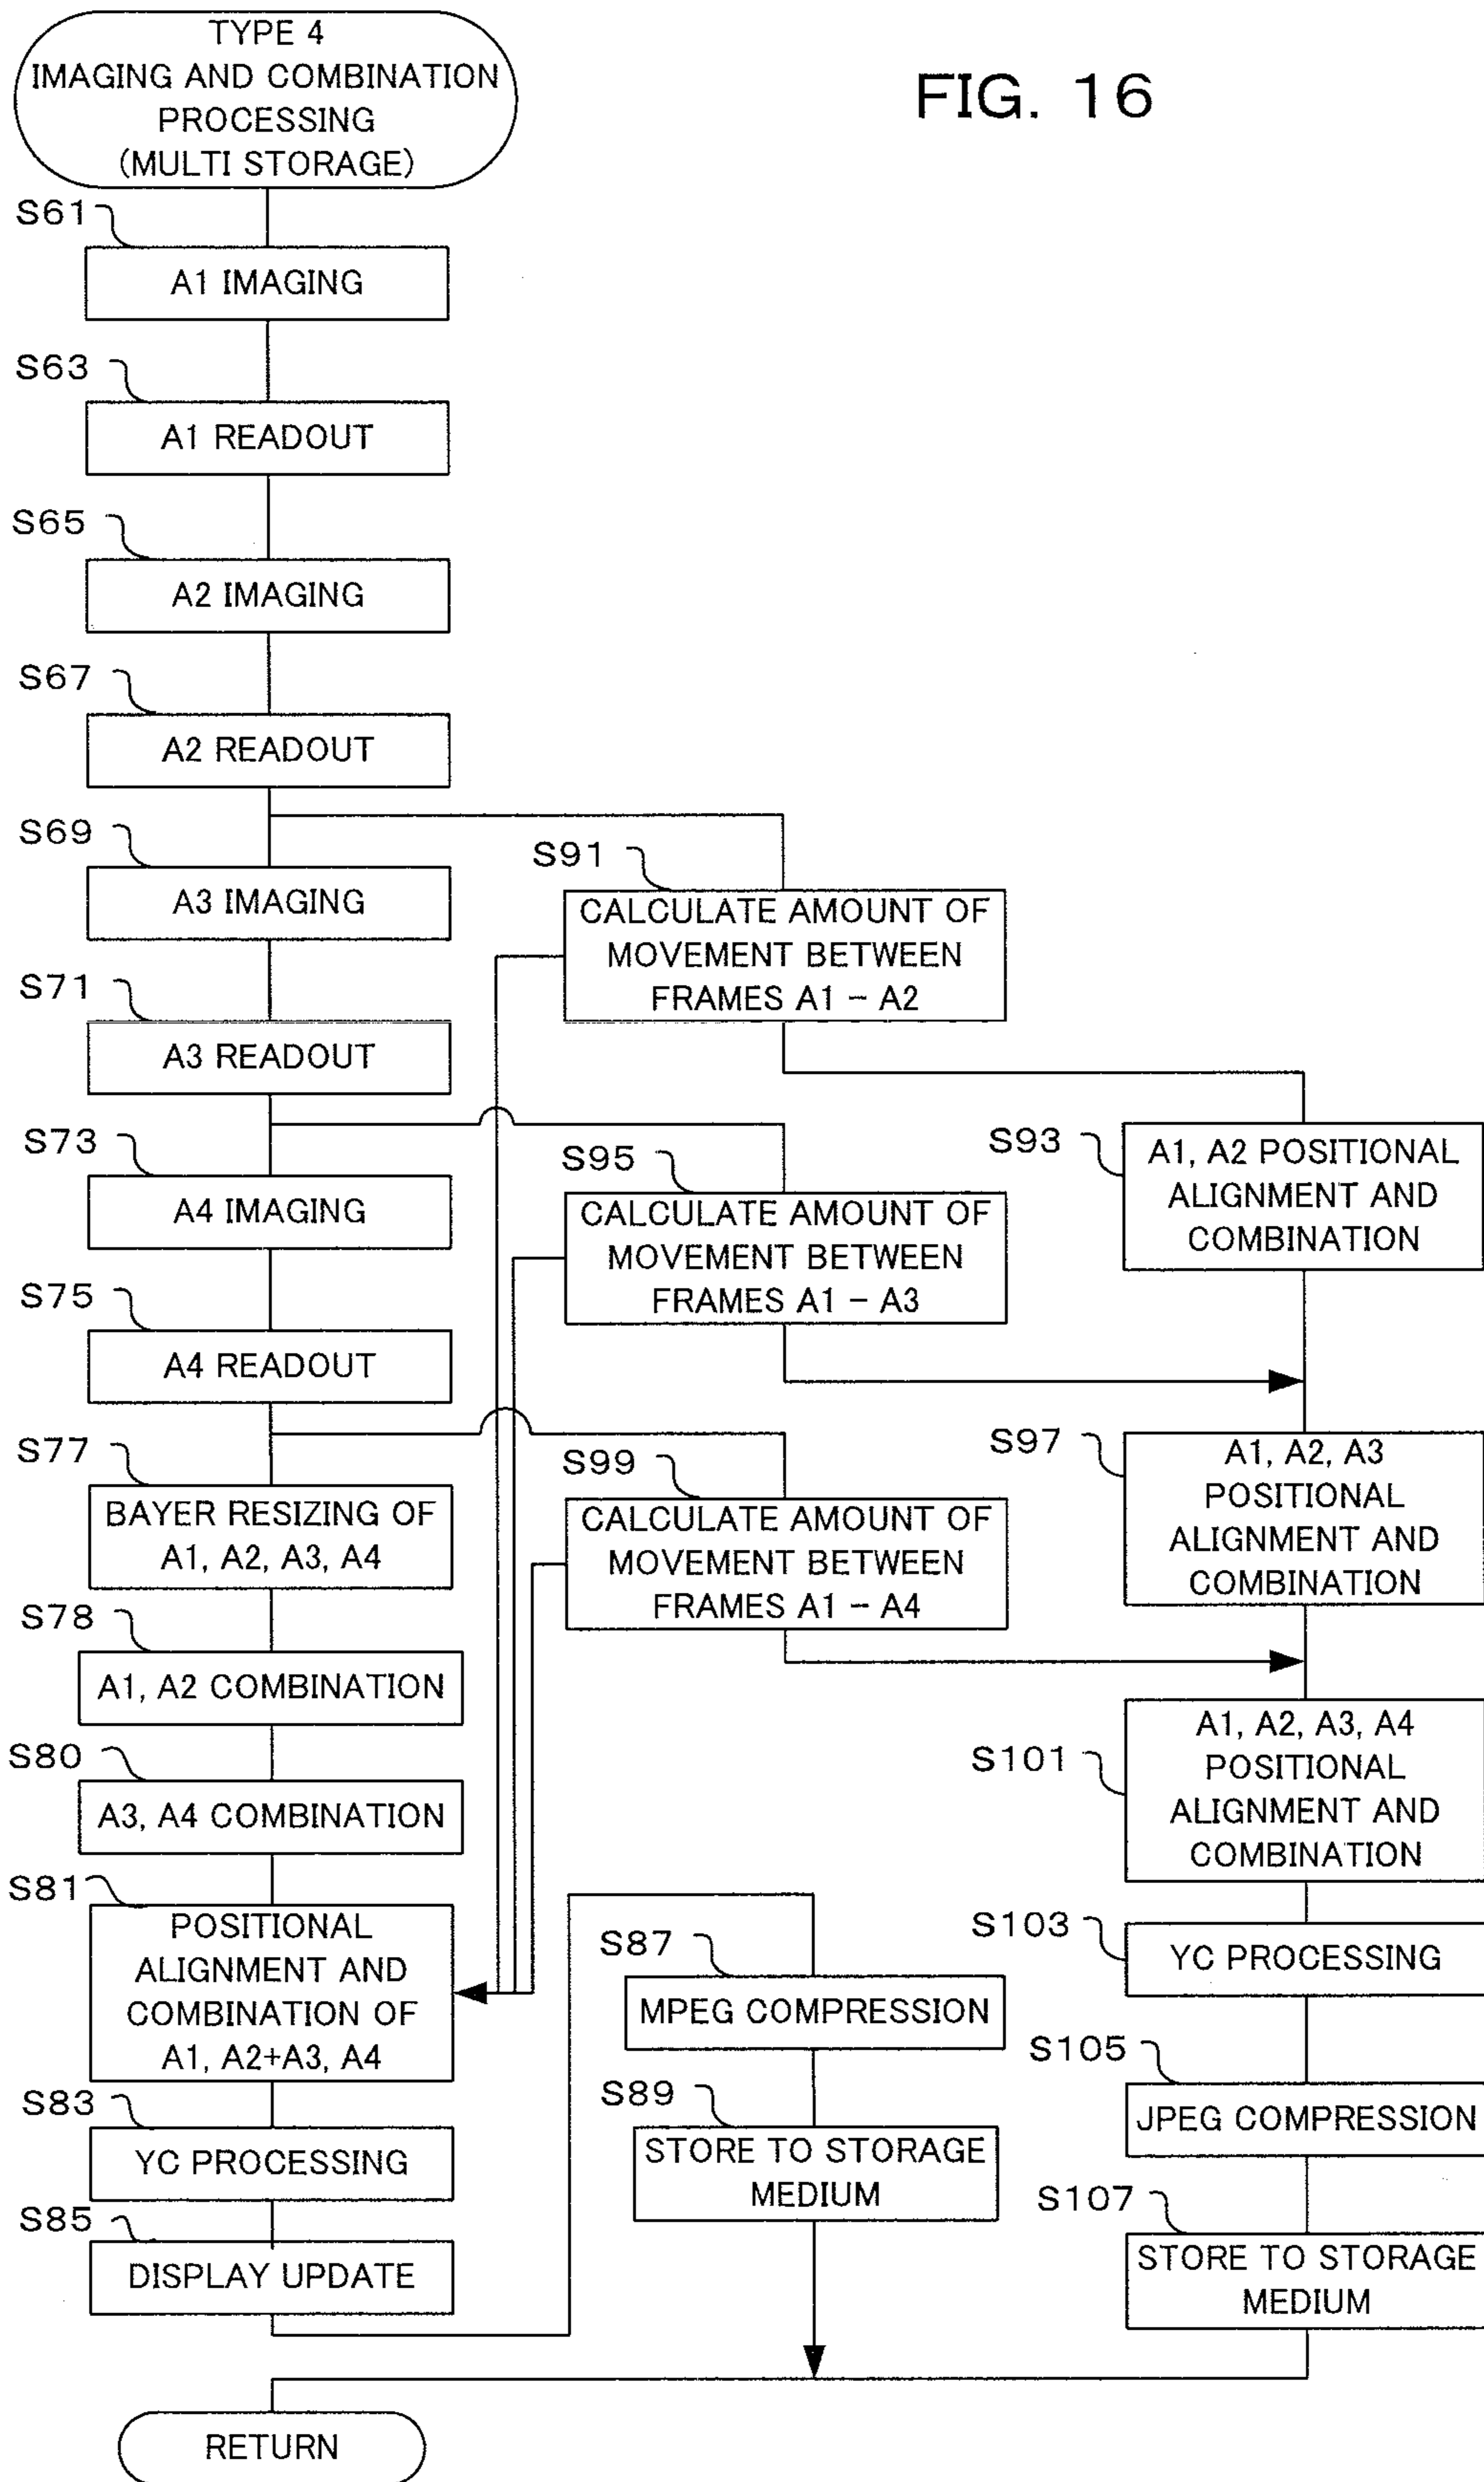 TYPE 4
IMAGING AND COMBINATION
PROCESSING
(MULTI STORAGE)
FIG. 16
S61
A1 IMAGING
S63
A1 READOUT
S65
A2 IMAGING
S67
A2 READOUT
S69
A3 IMAGING
S71
A3 READOUT
S73
A4 IMAGING
S75
A4 READOUT
S77
BAYER RESIZING OF
A1, A2, A3, A4
S78
A1, A2 COMBINATION
S80
A3, A4 COMBINATION
S81
POSITIONAL
ALIGNMENT AND
COMBINATION OF
A1, A2+A3, A4
S83
YC PROCESSING
S85
DISPLAY UPDATE
S87
MPEG COMPRESSION
S89
STORE TO STORAGE
MEDIUM
S91
CALCULATE AMOUNT OF
MOVEMENT BETWEEN
FRAMES A1 – A2
S93
A1, A2 POSITIONAL
ALIGNMENT AND
COMBINATION
S95
CALCULATE AMOUNT OF
MOVEMENT BETWEEN
FRAMES A1 – A3
S97
A1, A2, A3
POSITIONAL
ALIGNMENT AND
COMBINATION
S99
CALCULATE AMOUNT OF
MOVEMENT BETWEEN
FRAMES A1 – A4
S101
A1, A2, A3, A4
POSITIONAL
ALIGNMENT AND
COMBINATION
S103
YC PROCESSING
S105
JPEG COMPRESSION
S107
STORE TO STORAGE
MEDIUM
RETURN